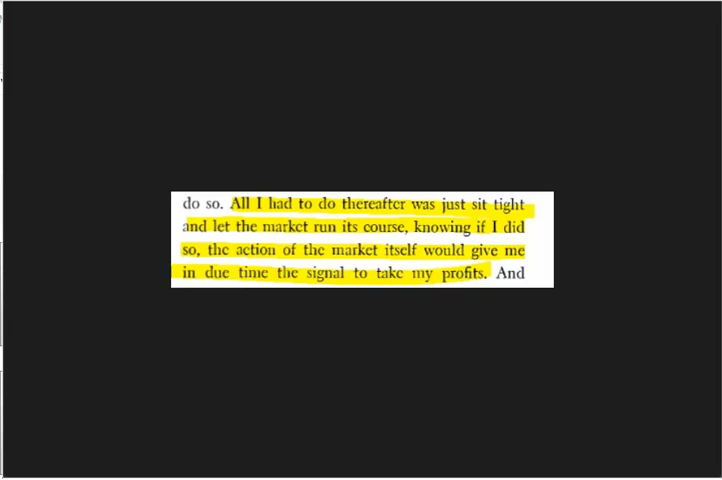 do so. All I had to do thereafter was just sit tight
and let the market run its course, knowing if I did
so, the action of the market itself would give me
in due time the signal to take my profits. And